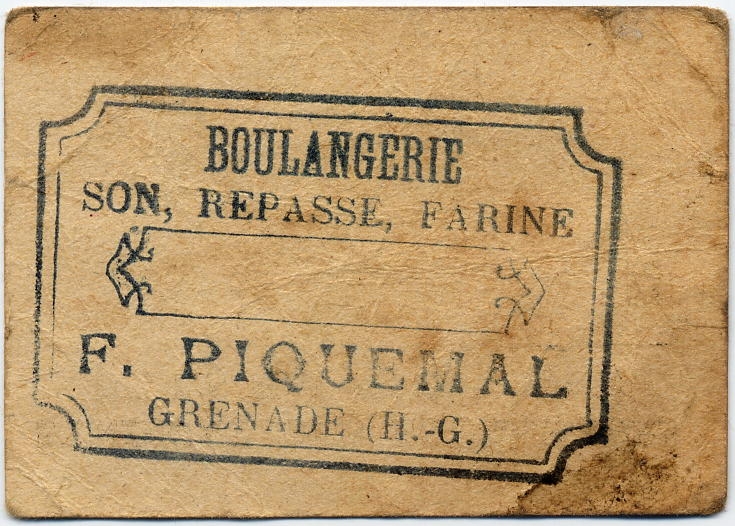 BOULANGERIE
SON, REPASSE, FARINE
F. PIQUEMAL
GRENADE (H.-G.)